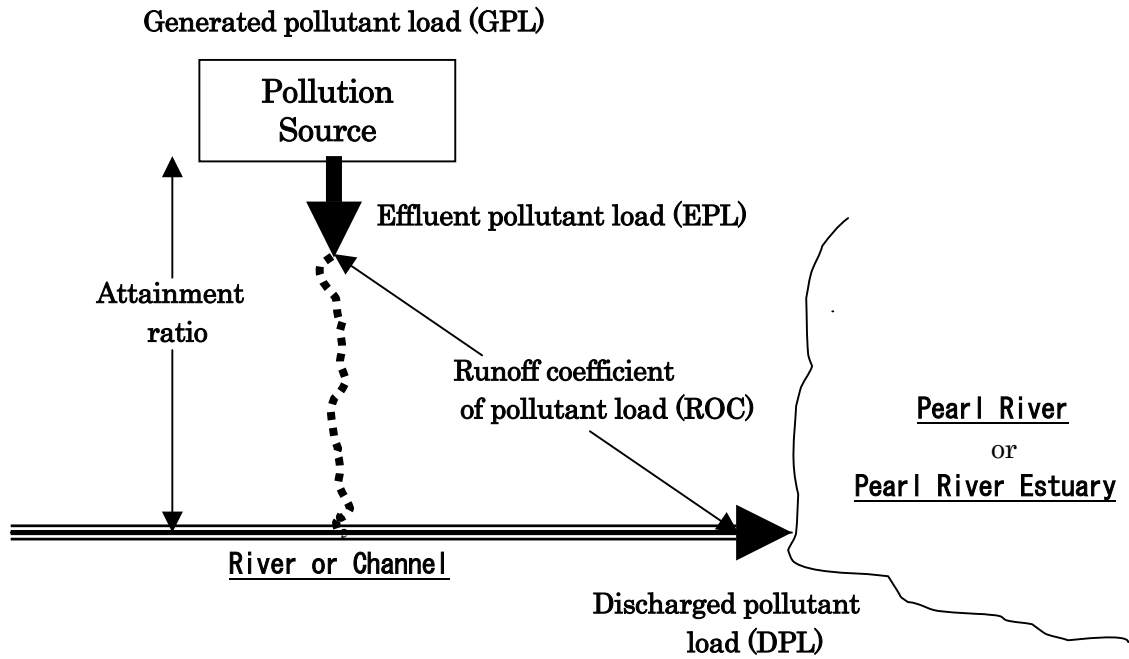 Generated pollutant load (GPL)
Pollution
Source
Effluent pollutant load (EPL)
Attainment
ratio
Runoff coefficient
of pollutant load (ROC)
Pearl River
or
Pearl River Estuary
River or Channel
Discharged pollutant
load (DPL)